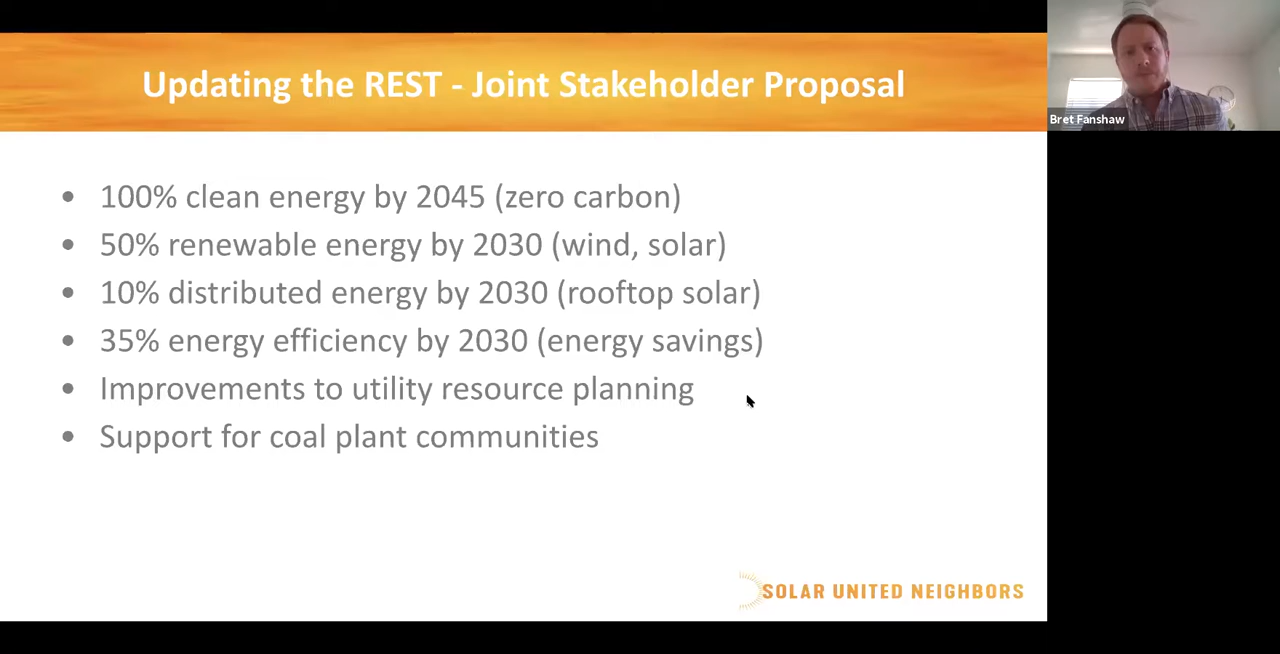 Updating the REST - Joint Stakeholder Proposal
Bret Fanshaw
• 100% clean energy by 2045 (zero carbon)
• 50% renewable energy by 2030 (wind, solar)
• 10% distributed energy by 2030 (rooftop solar)
• 35% energy efficiency by 2030 (energy savings)
• Improvements to utility resource planning
• Support for coal plant communities
SOLAR UNITED NEIGHBORS